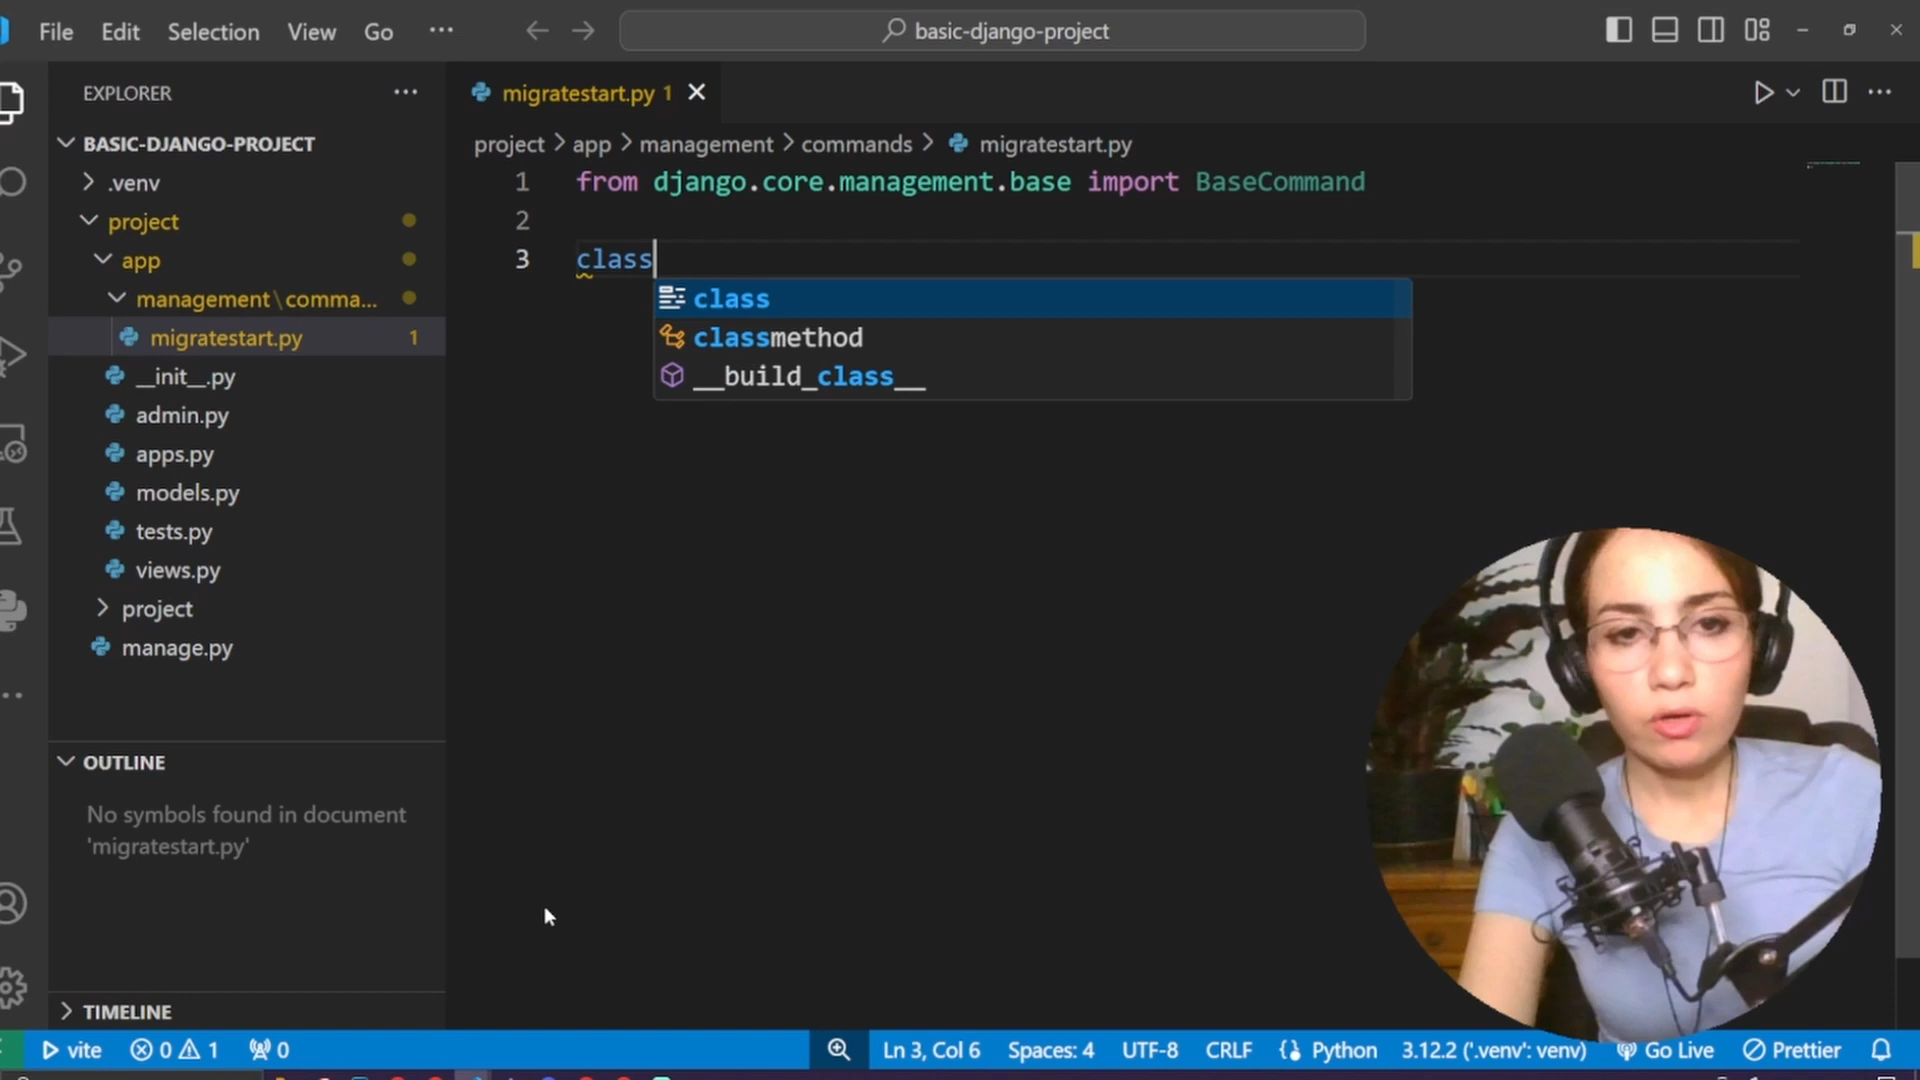 File Edit Selection View Go ···
basic-django-project
EXPLORER ···
BASIC-DJANGO-PROJECT
.venv
project
app
management\comma...
migratestart.py 1
__init__.py
admin.py
apps.py
models.py
tests.py
views.py
project
manage.py
OUTLINE
No symbols found in document
'migratestart.py'
TIMELINE
migratestart.py 1
project > app > management > commands > migratestart.py
1 from django.core.management.base import BaseCommand
2
3 class
class
classmethod
__build_class__
vite 0 1 0 Ln 3, Col 6 Spaces: 4 UTF-8 CRLF Python 3.12.2 ('.venv': venv) Go Live Prettier